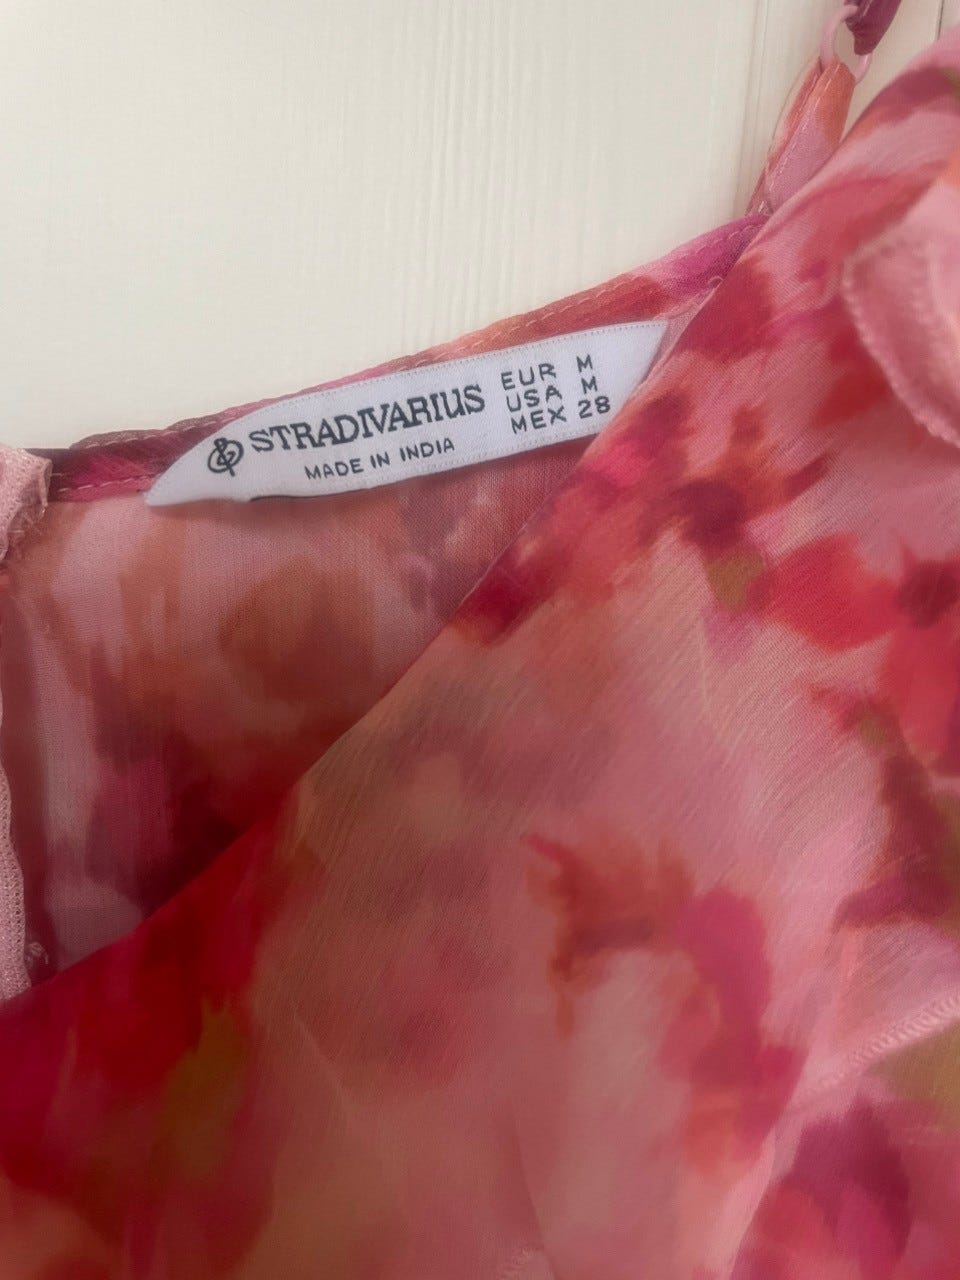 STRADIVARIUS
MADE IN INDIA
EUR M
USA M
MEX 28